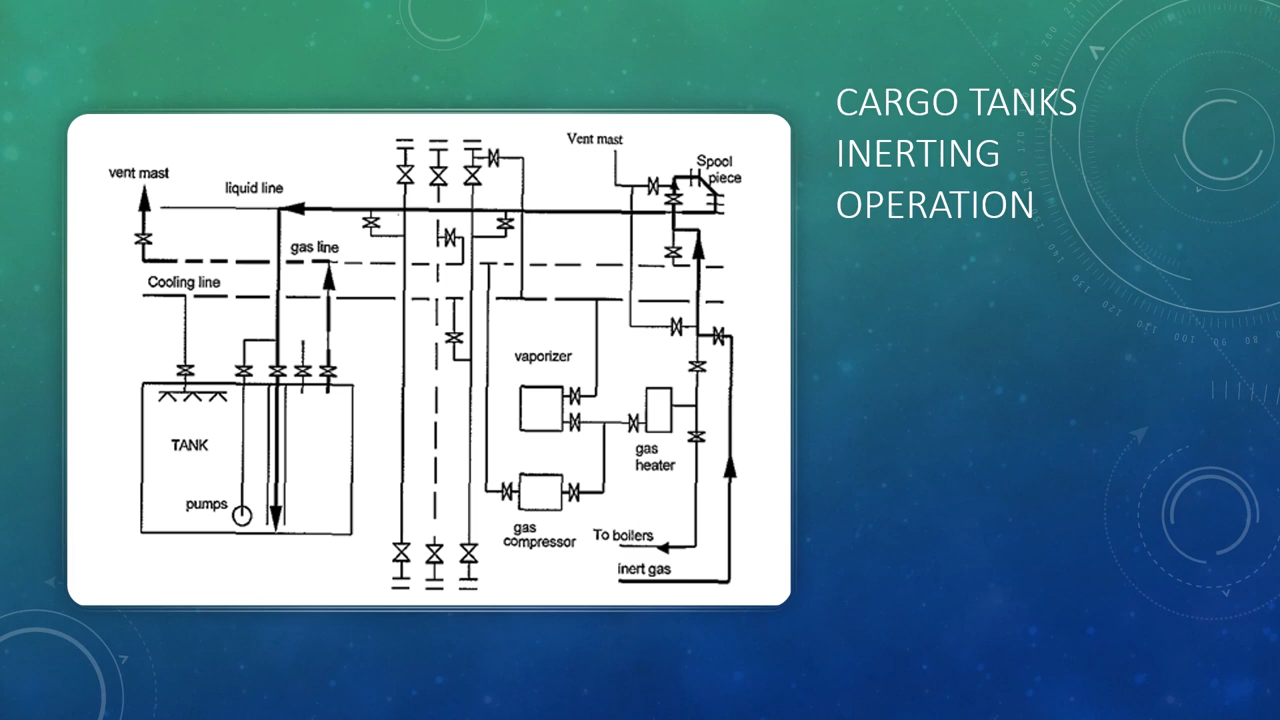 CARGO TANKS
INERTING
OPERATION
Vent mast
Spool
piece
vent mast
liquid line
gas line
Cooling line
vaporizer
TANK
gas
heater
pumps
gas
compressor
To boilers
inert gas